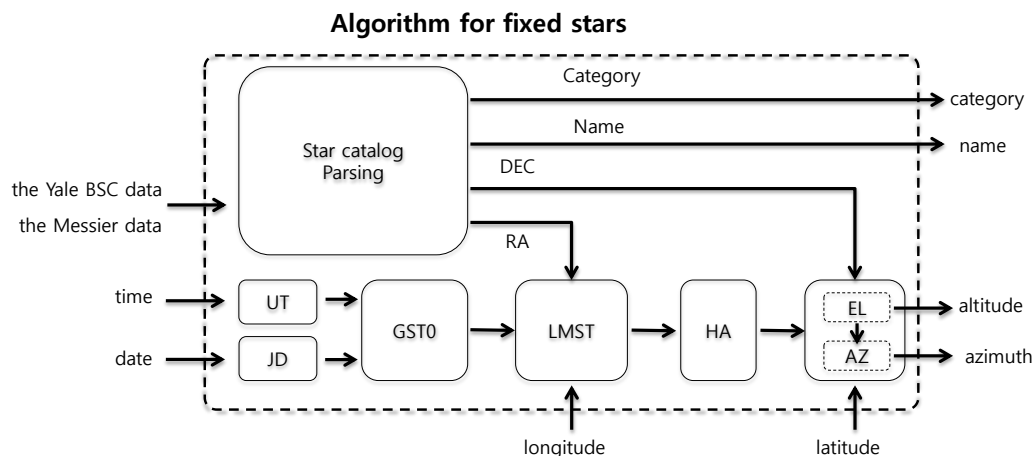 Algorithm for fixed stars
Category
category
Name
name
Star catalog
Parsing
DEC
the Yale BSC data
the Messier data
RA
time
UT
GST0
LMST
HA
EL
altitude
date
JD
AZ
azimuth
longitude
latitude